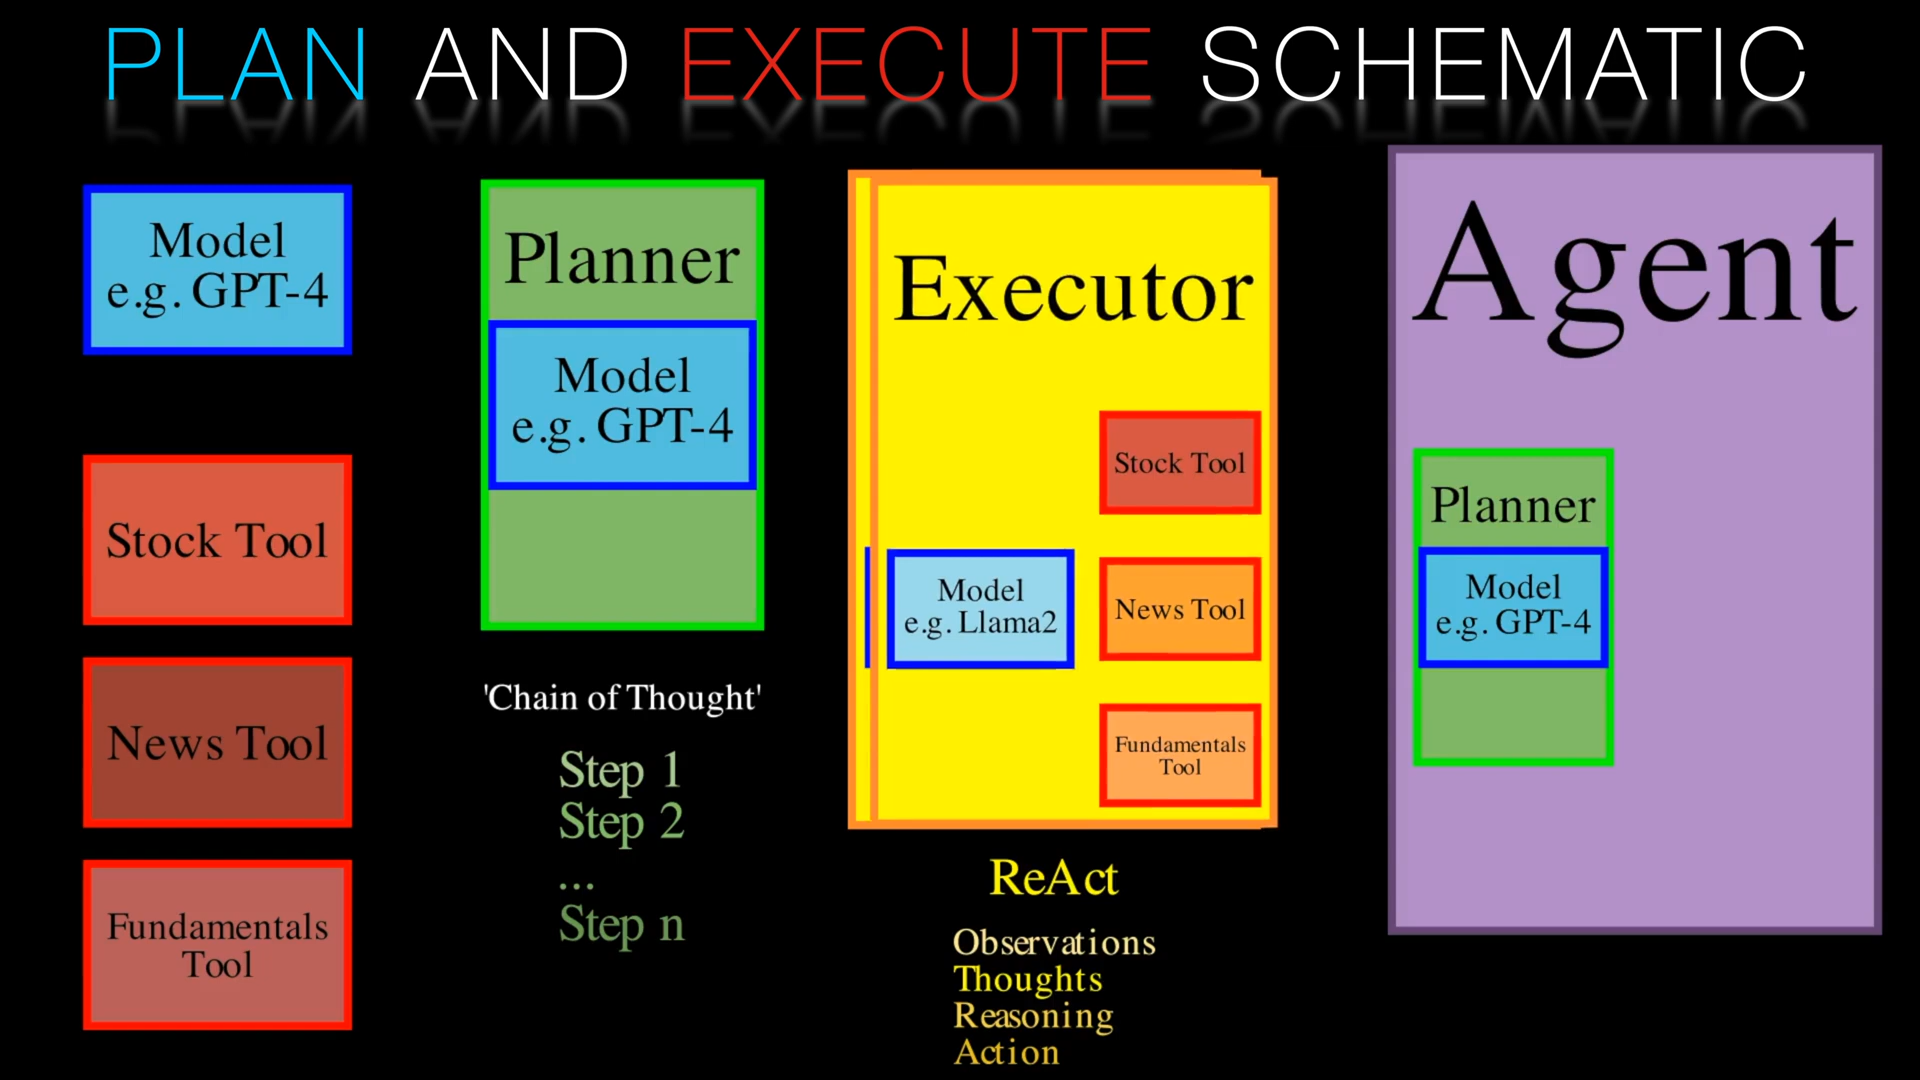 PLAN AND EXECUTE SCHEMATIC
Model
e.g. GPT-4
Stock Tool
News Tool
Fundamentals
Tool
Planner
Model
e.g. GPT-4
'Chain of Thought'
Step 1
Step 2
...
Step n
Executor
Stock Tool
Model
e.g. Llama2
News Tool
Fundamentals
Tool
ReAct
Observations
Thoughts
Reasoning
Action
Agent
Planner
Model
e.g. GPT-4